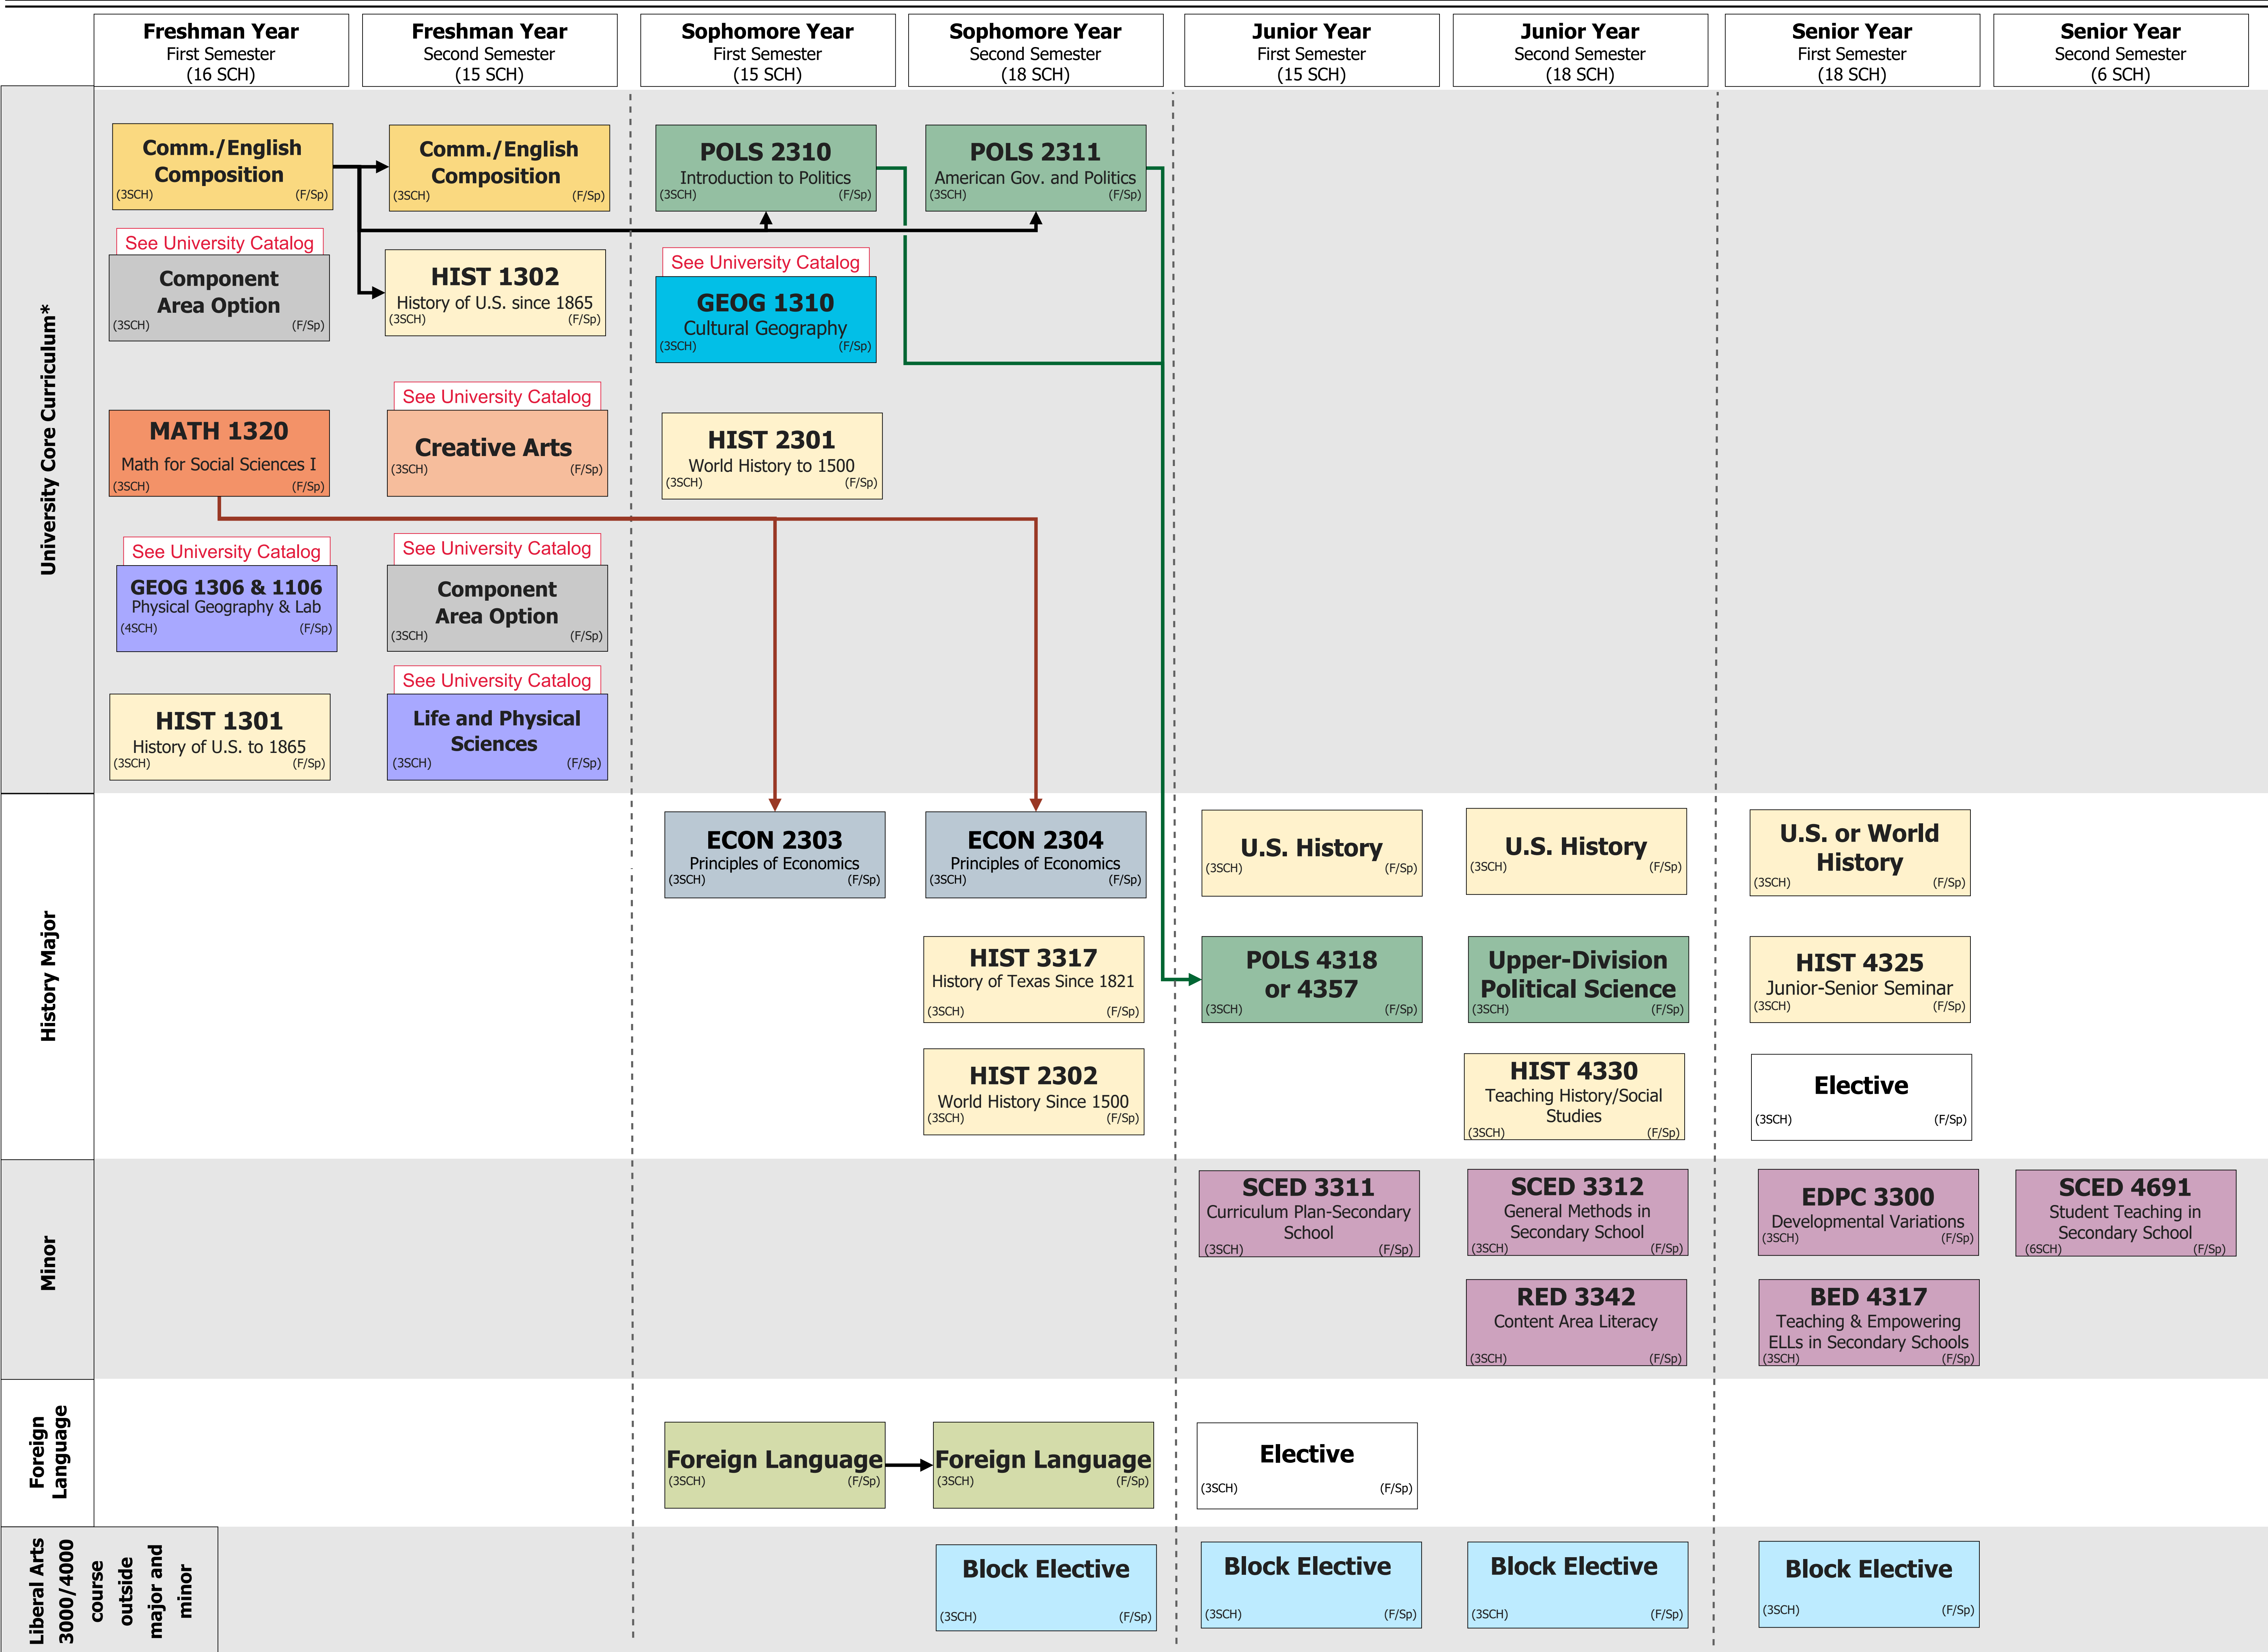 Freshman Year
First Semester
(16 SCH)
Freshman Year
Second Semester
(15 SCH)
Sophomore Year
First Semester
(15 SCH)
Sophomore Year
Second Semester
(18 SCH)
Junior Year
First Semester
(15 SCH)
Junior Year
Second Semester
(18 SCH)
Senior Year
First Semester
(18 SCH)
Senior Year
Second Semester
(6 SCH)
University Core Curriculum*
Comm./English
Composition
(3SCH) (F/Sp)
Comm./English
Composition
(3SCH) (F/Sp)
POLS 2310
Introduction to Politics
(3SCH) (F/Sp)
POLS 2311
American Gov. and Politics
(3SCH) (F/Sp)
See University Catalog
Component
Area Option
(3SCH) (F/Sp)
HIST 1302
History of U.S. since 1865
(3SCH) (F/Sp)
See University Catalog
GEOG 1310
Cultural Geography
(3SCH) (F/Sp)
MATH 1320
Math for Social Sciences I
(3SCH) (F/Sp)
See University Catalog
Creative Arts
(3SCH) (F/Sp)
HIST 2301
World History to 1500
(3SCH) (F/Sp)
See University Catalog
GEOG 1306 & 1106
Physical Geography & Lab
(4SCH) (F/Sp)
See University Catalog
Component
Area Option
(3SCH) (F/Sp)
HIST 1301
History of U.S. to 1865
(3SCH) (F/Sp)
See University Catalog
Life and Physical
Sciences
(3SCH) (F/Sp)
History Major
ECON 2303
Principles of Economics
(3SCH) (F/Sp)
ECON 2304
Principles of Economics
(3SCH) (F/Sp)
U.S. History
(3SCH) (F/Sp)
U.S. History
(3SCH) (F/Sp)
U.S. or World
History
(3SCH) (F/Sp)
HIST 3317
History of Texas Since 1821
(3SCH) (F/Sp)
POLS 4318
or 4357
(3SCH) (F/Sp)
Upper-Division
Political Science
(3SCH) (F/Sp)
HIST 4325
Junior-Senior Seminar
(3SCH) (F/Sp)
HIST 2302
World History Since 1500
(3SCH) (F/Sp)
HIST 4330
Teaching History/Social
Studies
(3SCH) (F/Sp)
Elective
(3SCH) (F/Sp)
Minor
SCED 3311
Curriculum Plan-Secondary
School
(3SCH) (F/Sp)
SCED 3312
General Methods in
Secondary School
(3SCH) (F/Sp)
EDPC 3300
Developmental Variations
(3SCH) (F/Sp)
SCED 4691
Student Teaching in
Secondary School
(6SCH) (F/Sp)
RED 3342
Content Area Literacy
(3SCH) (F/Sp)
BED 4317
Teaching & Empowering
ELLs in Secondary Schools
(3SCH) (F/Sp)
Foreign
Language
Foreign Language
(3SCH) (F/Sp)
Foreign Language
(3SCH) (F/Sp)
Elective
(3SCH) (F/Sp)
Liberal Arts
3000/4000
course
outside
major and
minor
Block Elective
(3SCH) (F/Sp)
Block Elective
(3SCH) (F/Sp)
Block Elective
(3SCH) (F/Sp)
Block Elective
(3SCH) (F/Sp)